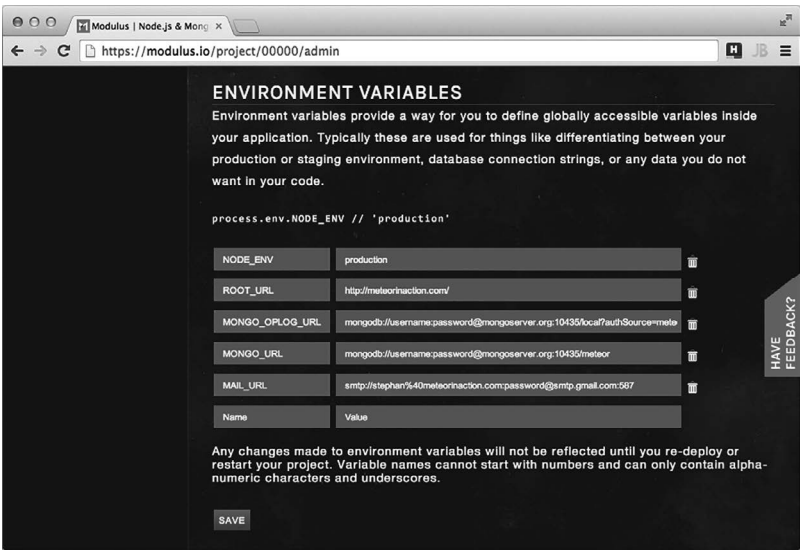 Modulus | Node.js & Mong
https://modulus.io/project/00000/admin
H
JB
ENVIRONMENT VARIABLES
Environment variables provide a way for you to define globally accessible variables inside
your application. Typically these are used for things like differentiating between your
production or staging environment, database connection strings, or any data you do not
want in your code.
process.env.NODE_ENV // 'production'
NODE_ENV production
ROOT_URL http://meteorinaction.com/
MONGO_OPLOG_URL mongodb://username:password@mongoserver.org:10435/local?authSource=mete
MONGO_URL mongodb://username:password@mongoserver.org:10435/meteor
MAIL_URL smtp://stephan%40meteorinaction.com:password@smtp.gmail.com:587
Name Value
Any changes made to environment variables will not be reflected until you re-deploy or
restart your project. Variable names cannot start with numbers and can only contain alpha-
numeric characters and underscores.
SAVE
HAVE
FEEDBACK?